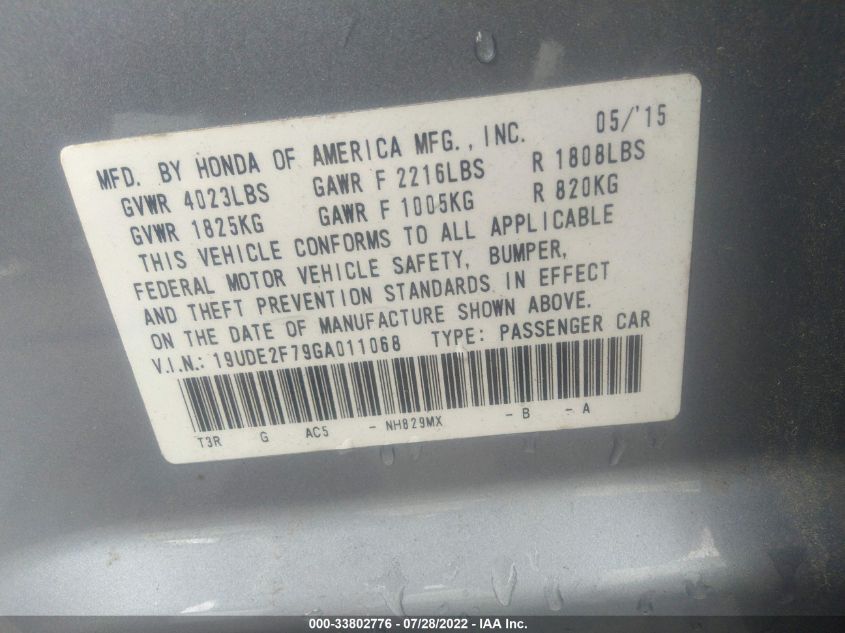 MFD. BY HONDA OF AMERICA MFG., INC. 05/'15
GVWR 4023LBS GAWR F 2216LBS R 1808LBS
GVWR 1825KG GAWR F 1005KG R 820KG
THIS VEHICLE CONFORMS TO ALL APPLICABLE
FEDERAL MOTOR VEHICLE SAFETY, BUMPER,
AND THEFT PREVENTION STANDARDS IN EFFECT
ON THE DATE OF MANUFACTURE SHOWN ABOVE.
V.I.N.: 19UDE2F79GA011068 TYPE: PASSENGER CAR
T3R G AC5 - NH829MX - B - A
000-33802776 - 07/28/2022 - IAA Inc.